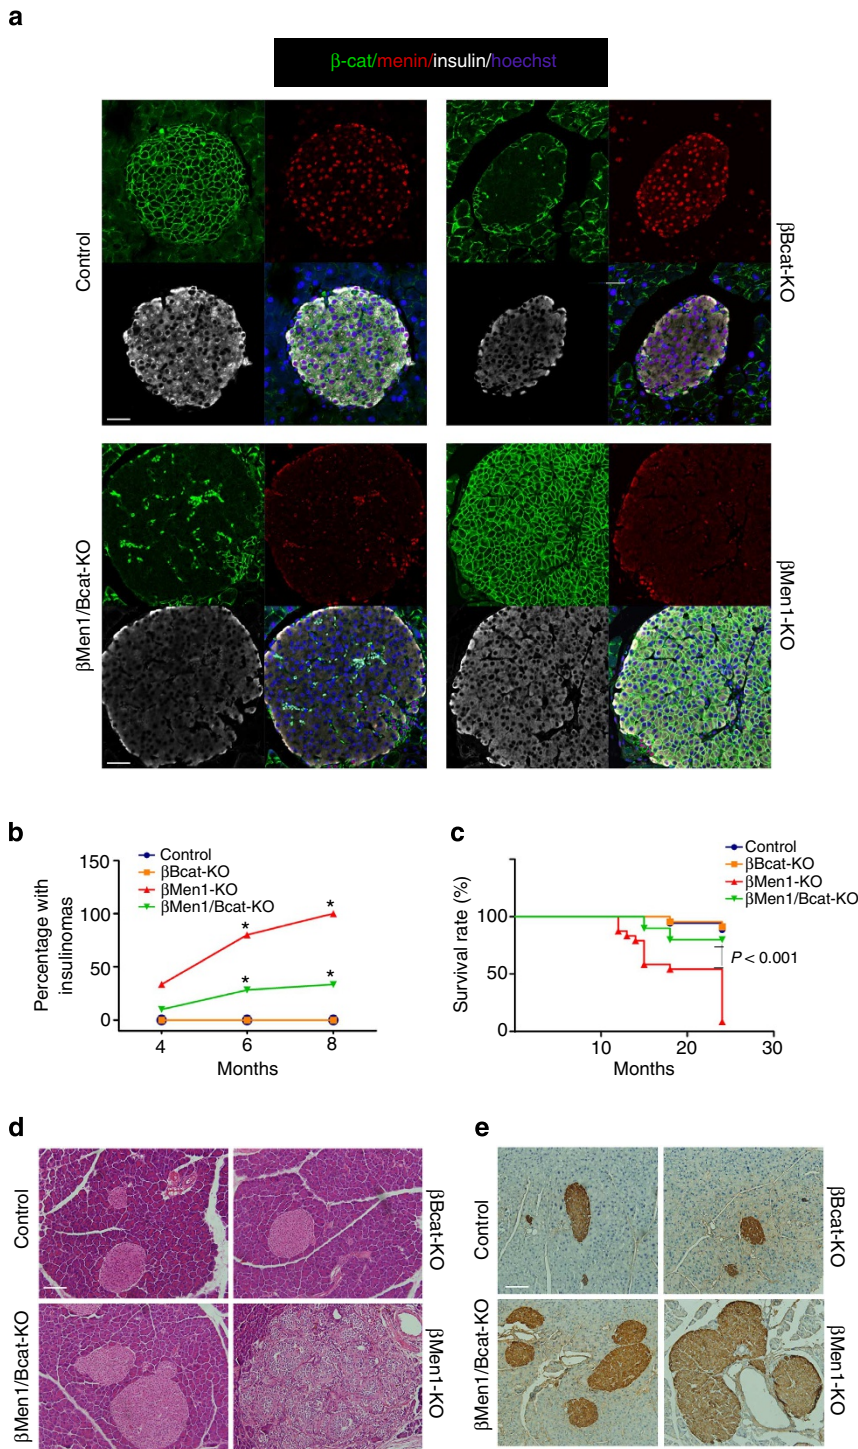 a
β-cat/menin/insulin/hoechst
Control
βBcat-KO
βMen1/Bcat-KO
βMen1-KO
b
Control
βBcat-KO
βMen1-KO
βMen1/Bcat-KO
150
100
50
0
Percentage with
insulinomas
*
*
*
*
4
6
8
Months
c
Control
βBcat-KO
βMen1-KO
βMen1/Bcat-KO
100
50
0
Survival rate (%)
P < 0.001
10
20
30
Months
d
Control
βBcat-KO
βMen1/Bcat-KO
βMen1-KO
e
Control
βBcat-KO
βMen1/Bcat-KO
βMen1-KO